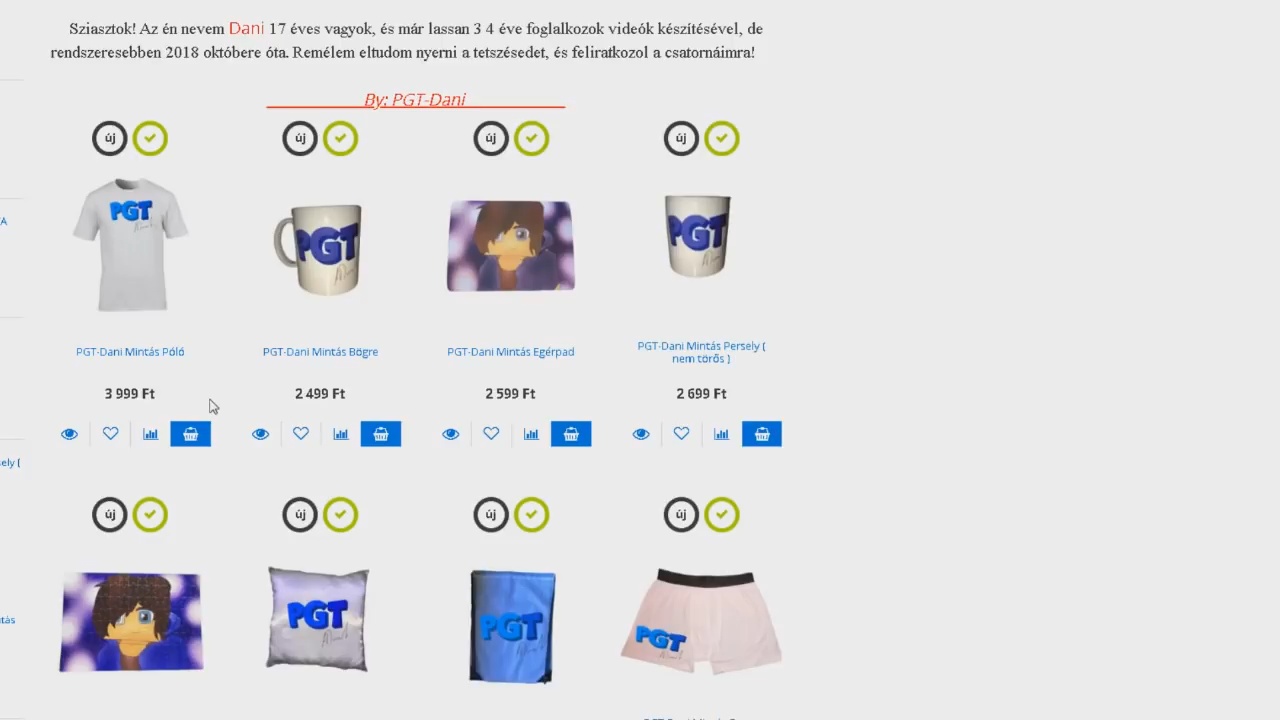 Sziasztok! Az én nevem Dani 17 éves vagyok, és már lassan 3 4 éve foglalkozok videók készítésével, de
rendszeresebben 2018 októbere óta. Remélem eltudom nyerni a tetszésedet, és feliratkozol a csatornáimra!
By: PGT-Dani
új új új új
PGT PGT PGT
PGT-Dani Mintás Póló
PGT-Dani Mintás Bögre
PGT-Dani Mintás Egérpad
PGT-Dani Mintás Persely (
nem törős )
3 999 Ft 2 499 Ft 2 599 Ft 2 699 Ft
új új új új
PGT PGT PGT